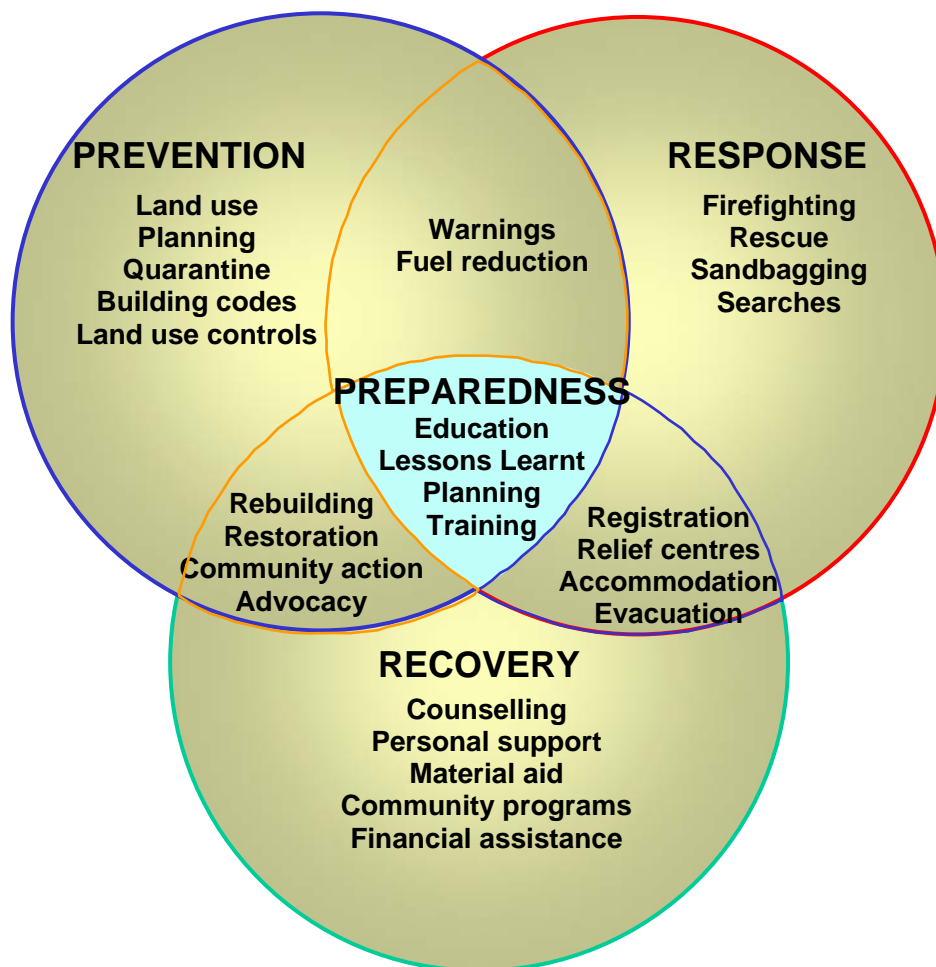 PREVENTION
Land use
Planning
Quarantine
Building codes
Land use controls
Warnings
Fuel reduction
RESPONSE
Firefighting
Rescue
Sandbagging
Searches
PREPAREDNESS
Education
Lessons Learnt
Planning
Training
Rebuilding
Restoration
Community action
Advocacy
Registration
Relief centres
Accommodation
Evacuation
RECOVERY
Counselling
Personal support
Material aid
Community programs
Financial assistance